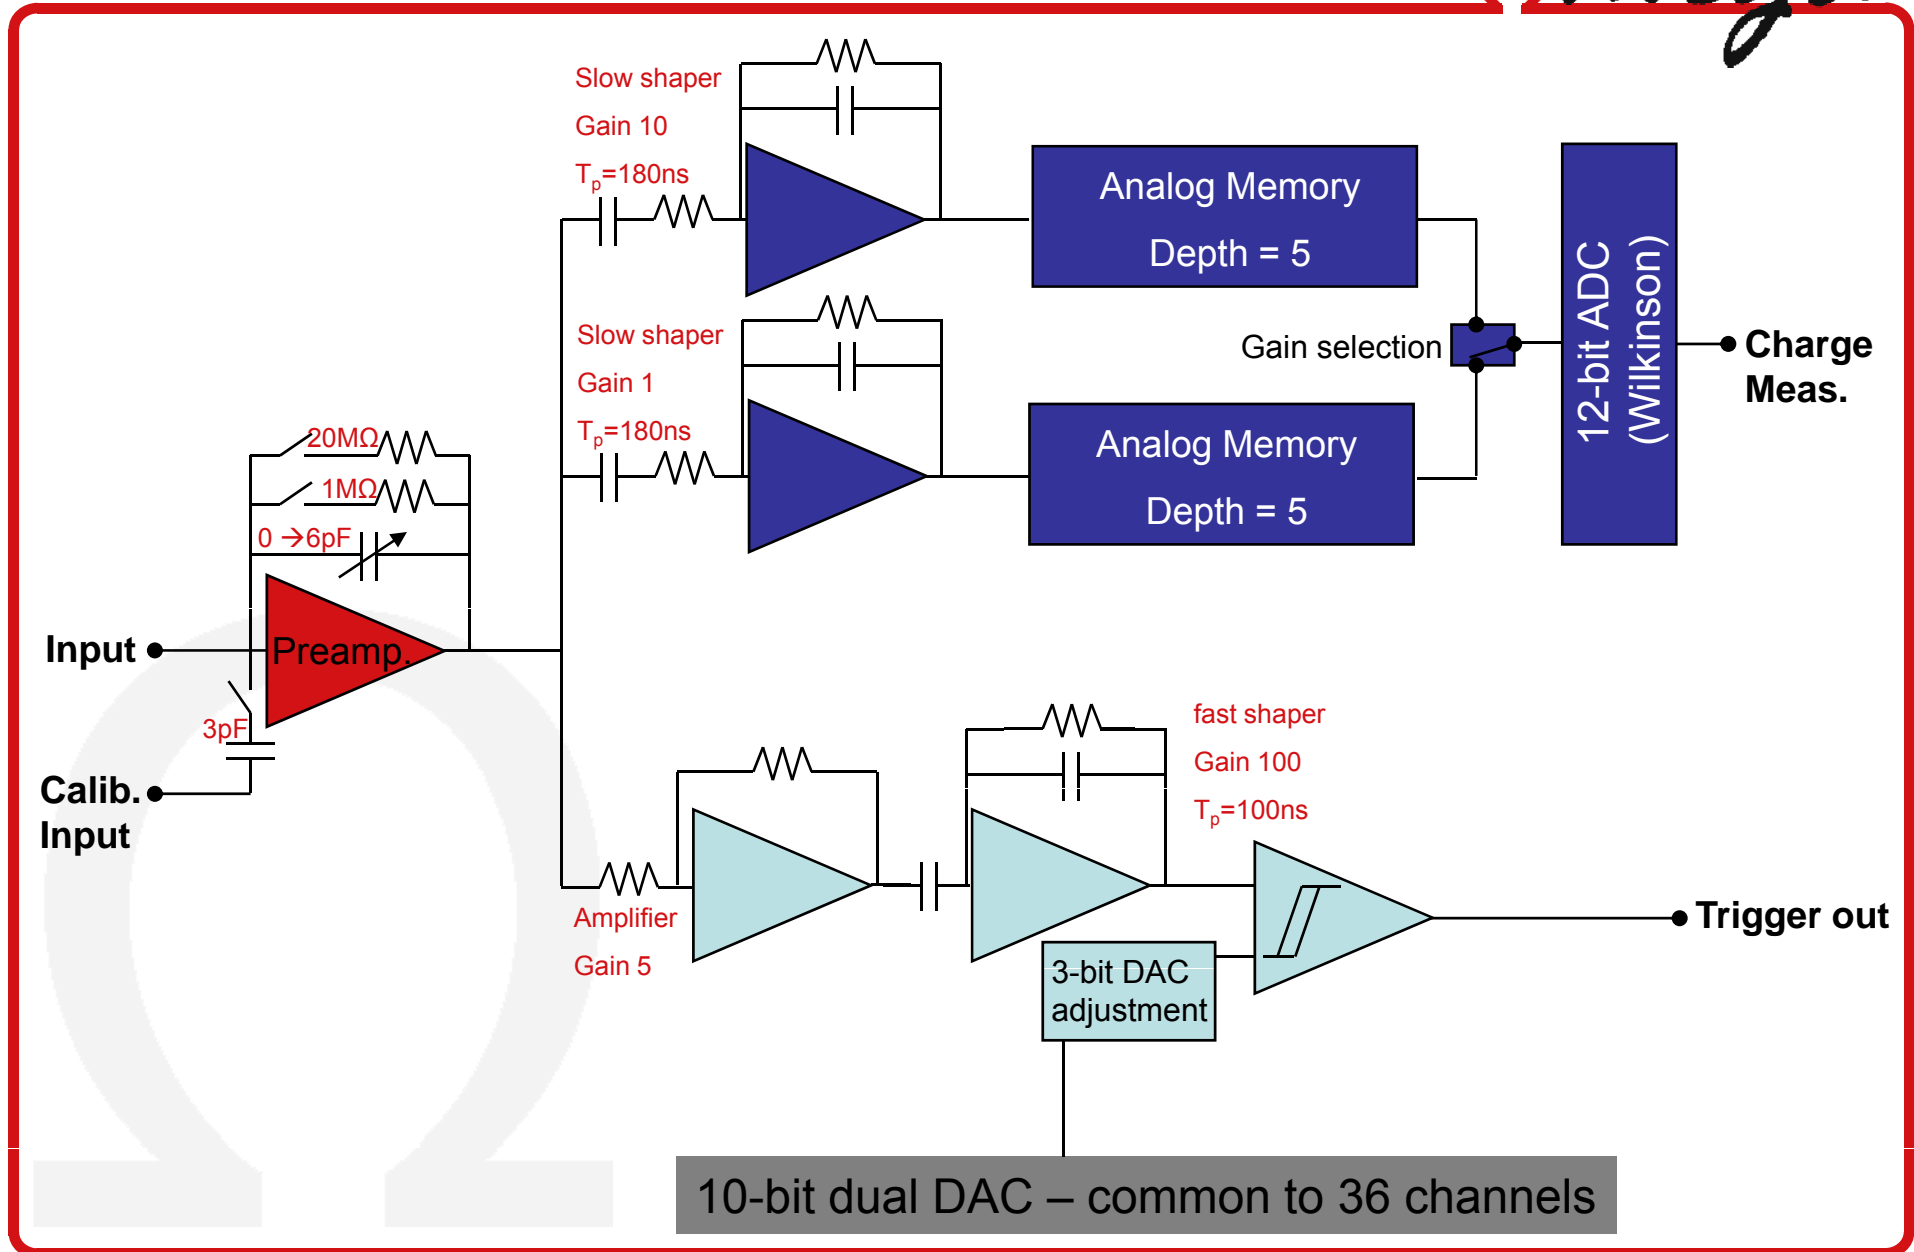 Slow shaper
Gain 10
Tp=180ns
Analog Memory
Depth = 5
Slow shaper
Gain 1
Tp=180ns
Analog Memory
Depth = 5
Gain selection
12-bit ADC
(Wilkinson)
Charge
Meas.
20MΩ
1MΩ
0 →6pF
Input
Preamp.
3pF
Calib.
Input
Amplifier
Gain 5
fast shaper
Gain 100
Tp=100ns
3-bit DAC
adjustment
Trigger out
10-bit dual DAC – common to 36 channels